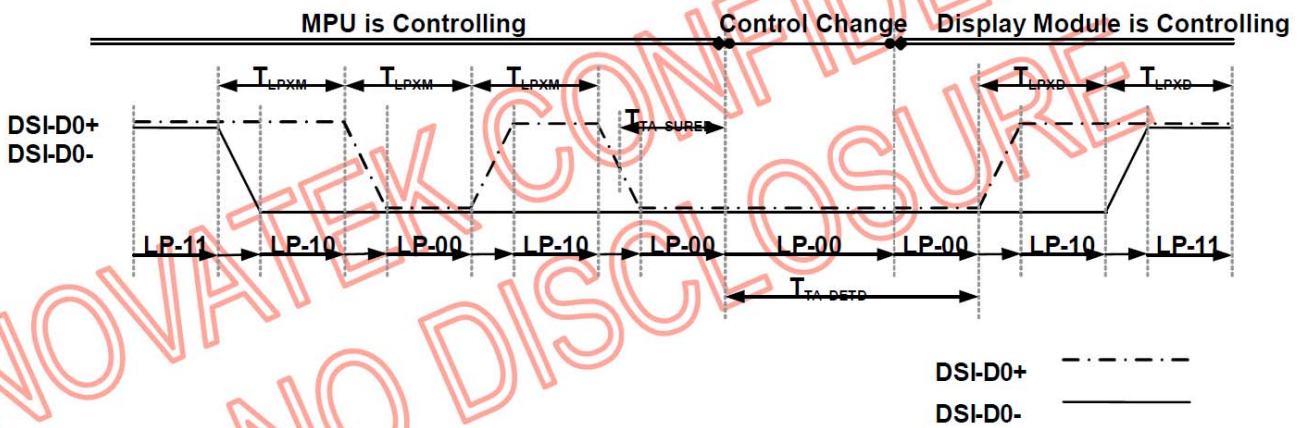 MPU is Controlling Control Change Display Module is Controlling
TLPXM TLPXM TLPXM TLPXD TLPXD
DSI-D0+
DSI-D0-
TTA-SURED
LP-11 LP-10 LP-00 LP-10 LP-00 LP-00 LP-00 LP-10 LP-11
TTA-DETD
DSI-D0+
DSI-D0-
NOVATEK CONFIDE
NO DISCLOSURE